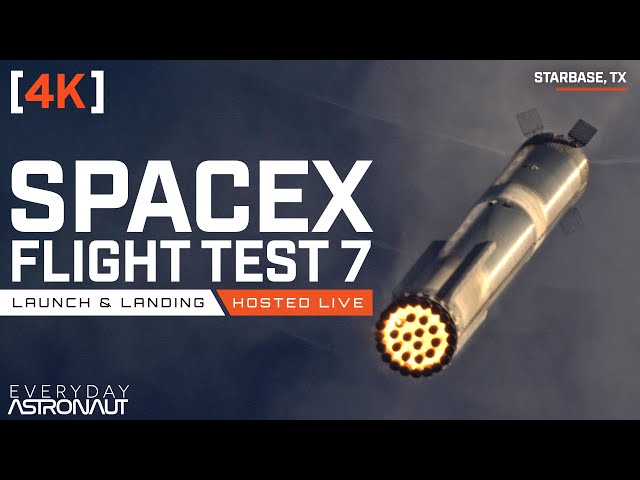 [4K]
STARBASE, TX
SPACEX
FLIGHT TEST 7
LAUNCH & LANDING
HOSTED LIVE
EVERYDAY
ASTRONAUT